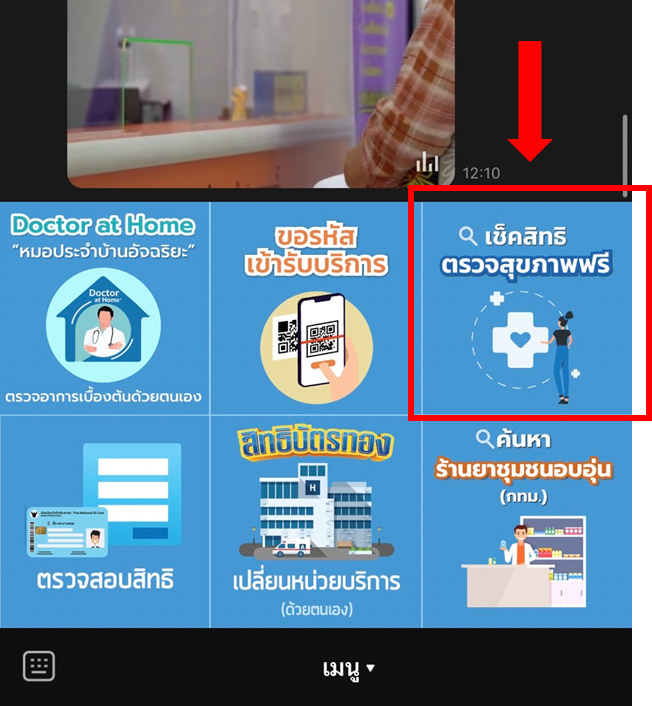 12:10
Doctor at Home
“หมอประจำบ้านอัจฉริยะ”
Doctor
at Home
ตรวจอาการเบื้องต้นด้วยตนเอง
ขอรหัส
เข้ารับบริการ
เช็คสิทธิ
ตรวจสุขภาพฟรี
ตรวจสอบสิทธิ
สิทธิบัตรทอง
H
เปลี่ยนหน่วยบริการ
(ด้วยตนเอง)
ค้นหา
ร้านยาชุมชนอบอุ่น
(กทม.)
เมนู